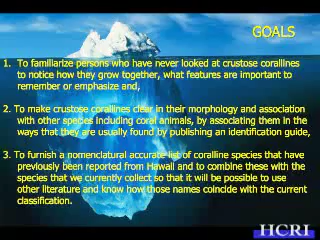 GOALS
1. To familiarize persons who have never looked at crustose corallines
to notice how they grow together, what features are important to
remember or emphasize and,
2. To make crustose corallines clear in their morphology and association
with other species including coral animals, by associating them in the
ways that they are usually found by publishing an identification guide,
3. To furnish a nomenclatural accurate list of coralline species that have
previously been reported from Hawaii and to combine these with the
species that we currently collect so that it will be possible to use
other literature and know how those names coincide with the current
classification.
HCRI